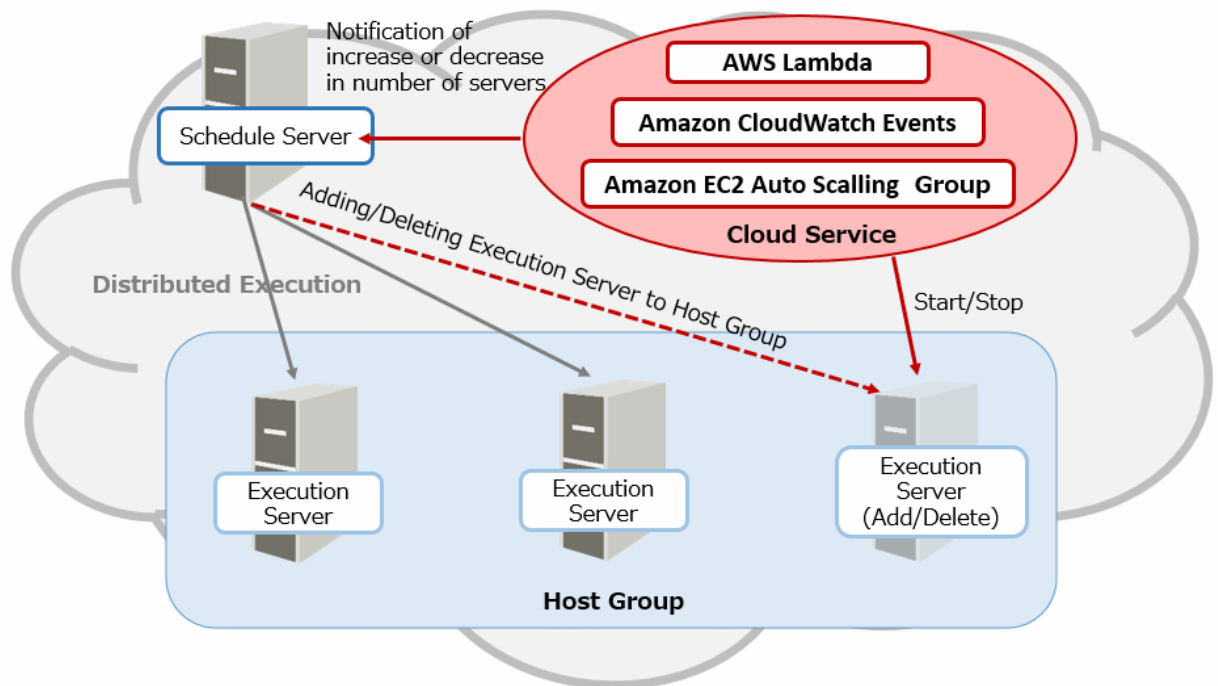 Notification of
increase or decrease
in number of servers
AWS Lambda
Schedule Server
Amazon CloudWatch Events
Amazon EC2 Auto Scalling Group
Cloud Service
Adding/Deleting Execution Server to Host Group
Distributed Execution
Start/Stop
Execution
Server
Execution
Server
Execution
Server
(Add/Delete)
Host Group